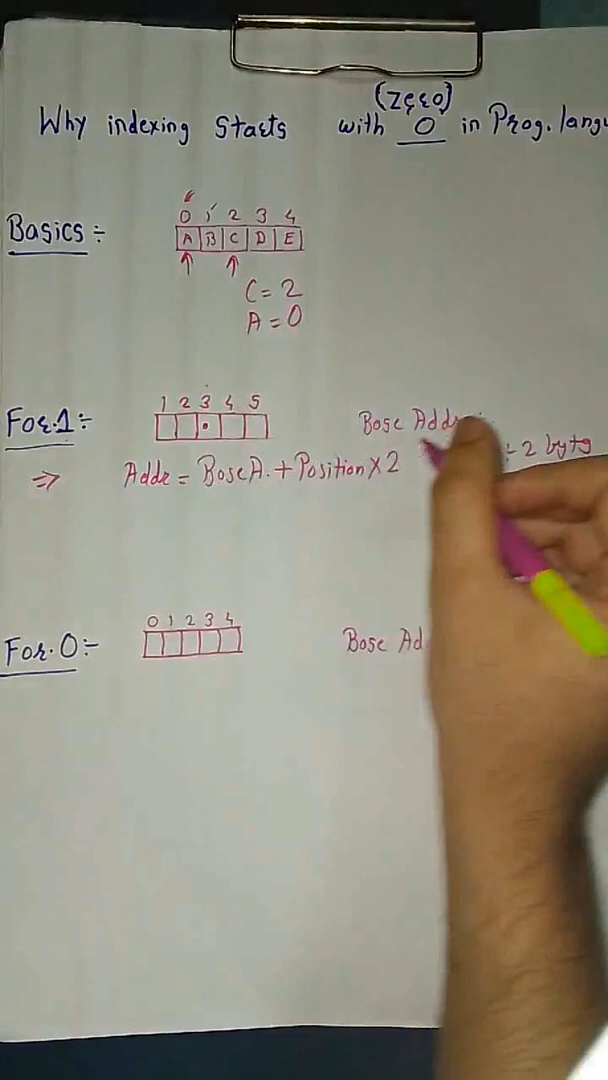 (Zero)
Why indexing Starts with 0 in Prog. langu
Basics :-
0 1 2 3 4
A B C D E
C = 2
A = 0
For 1 :-
1 2 3 4 5
Base Add
:- 2 byte
⇒ Addr = Base A. + Position × 2
For 0 :-
0 1 2 3 4
Base Ad